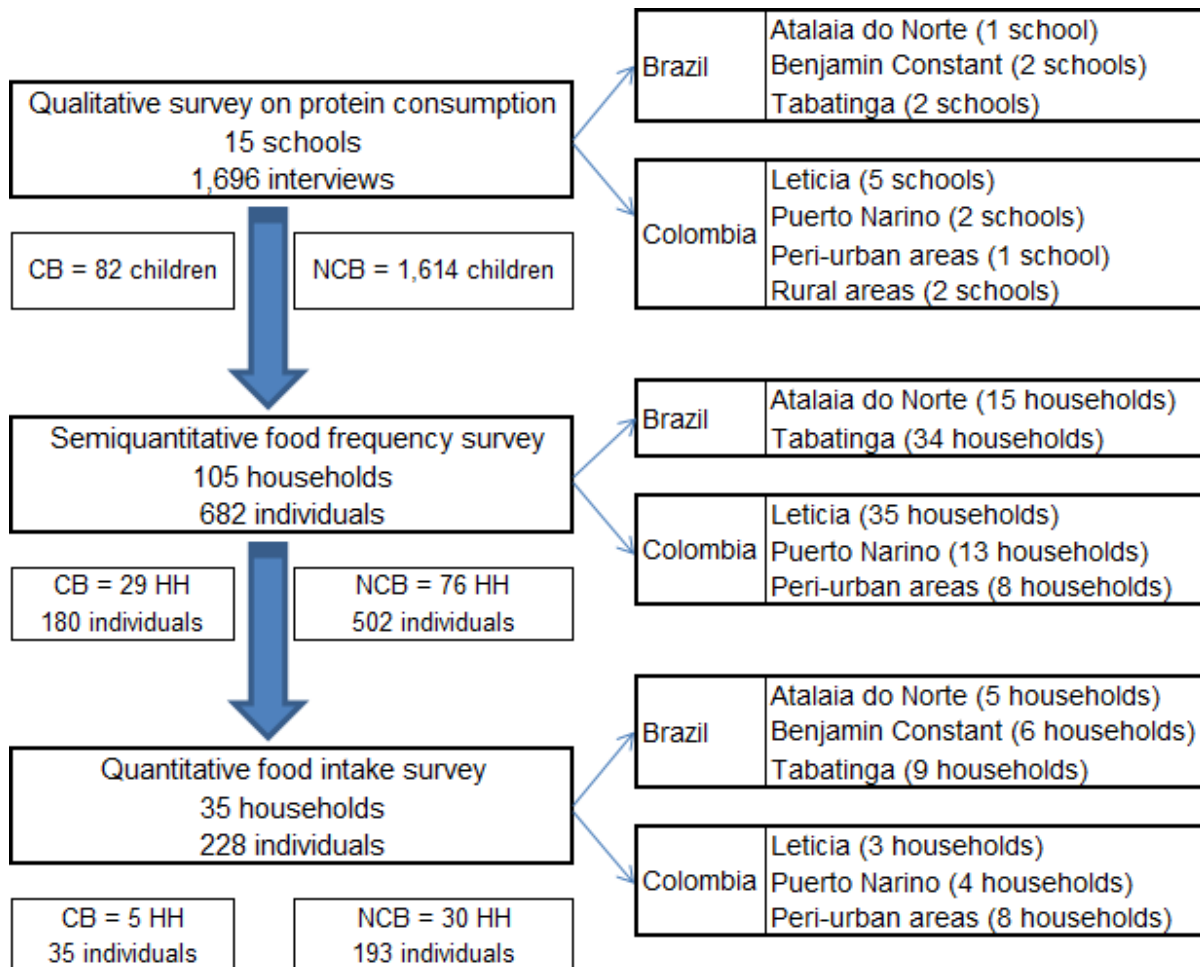 Qualitative survey on protein consumption
15 schools
1,696 interviews
Brazil
Atalaia do Norte (1 school)
Benjamin Constant (2 schools)
Tabatinga (2 schools)
Colombia
Leticia (5 schools)
Puerto Narino (2 schools)
Peri-urban areas (1 school)
Rural areas (2 schools)
CB = 82 children
NCB = 1,614 children
Semiquantitative food frequency survey
105 households
682 individuals
Brazil
Atalaia do Norte (15 households)
Tabatinga (34 households)
Colombia
Leticia (35 households)
Puerto Narino (13 households)
Peri-urban areas (8 households)
CB = 29 HH
180 individuals
NCB = 76 HH
502 individuals
Quantitative food intake survey
35 households
228 individuals
Brazil
Atalaia do Norte (5 households)
Benjamin Constant (6 households)
Tabatinga (9 households)
Colombia
Leticia (3 households)
Puerto Narino (4 households)
Peri-urban areas (8 households)
CB = 5 HH
35 individuals
NCB = 30 HH
193 individuals